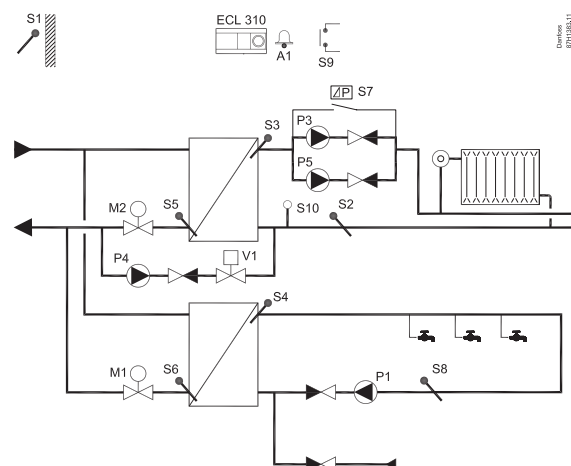 S1
ECL 310
A1
S9
Danfoss
87H1383.11
⊿P S7
P3
S3
P5
M2
S5
S10
S2
P4
V1
S4
M1
S6
P1
S8